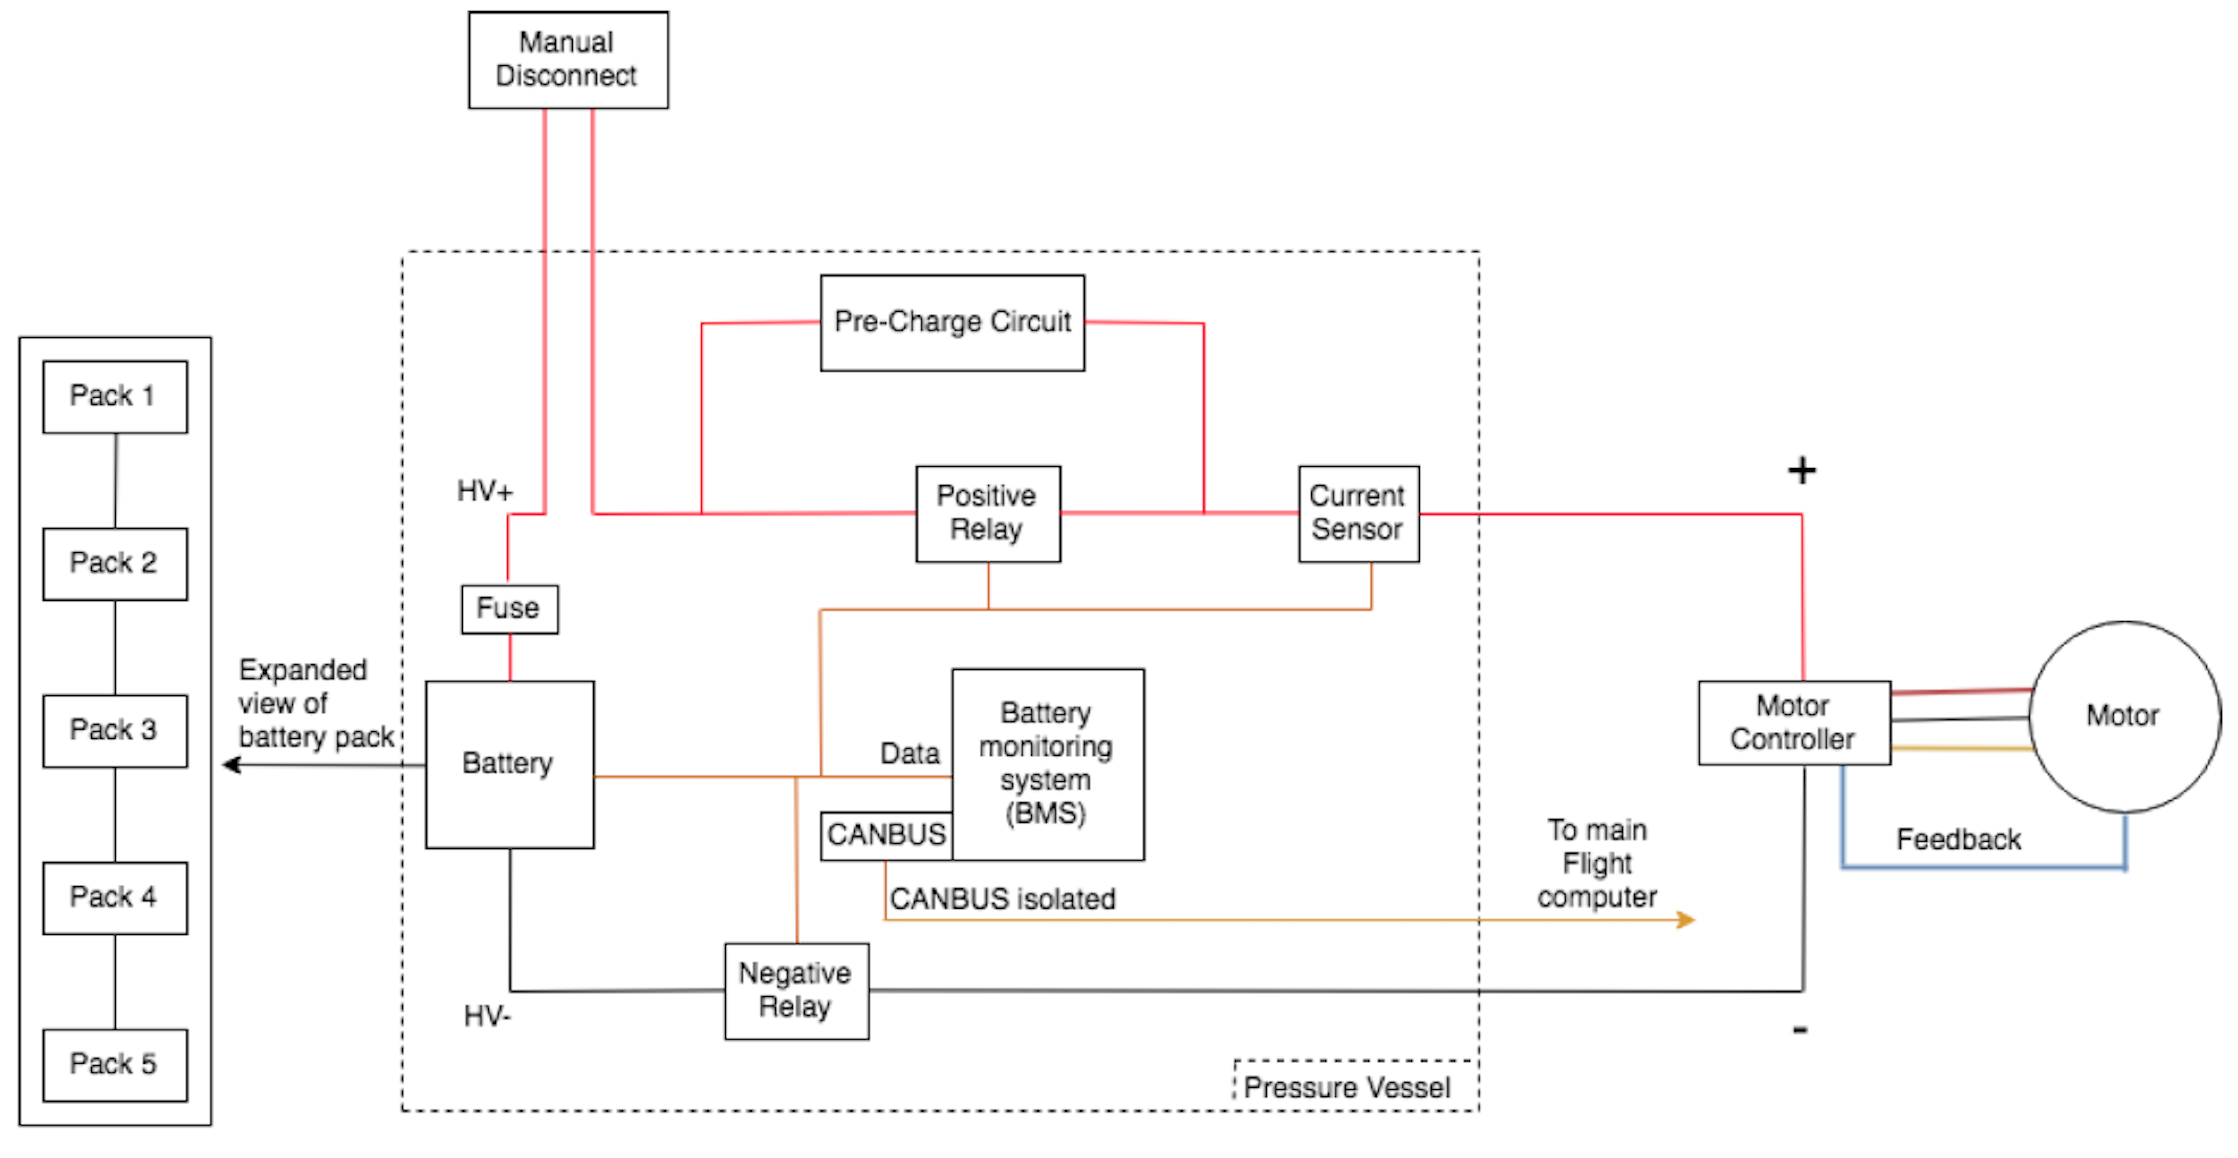 Manual
Disconnect
Pre-Charge Circuit
Pack 1
Pack 2
Pack 3
Pack 4
Pack 5
Expanded
view of
battery pack
HV+
Fuse
Battery
HV-
Positive
Relay
Current
Sensor
Data
Battery
monitoring
system
(BMS)
CANBUS
CANBUS isolated
Negative
Relay
Pressure Vessel
To main
Flight
computer
+
Motor
Controller
Motor
Feedback
-